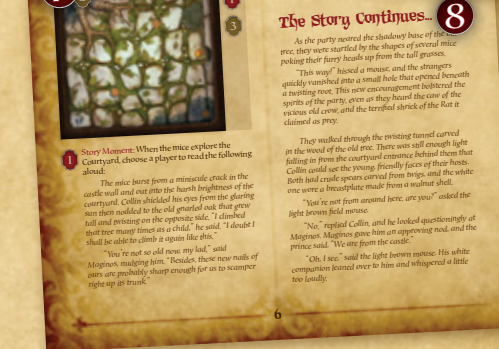 1
3
1 Story Moment: When the mice explore the
Courtyard, choose a player to read the following
aloud:
The mice burst from a miniscule crack in the
castle wall and out into the harsh brightness of the
courtyard. Collin shielded his eyes from the glaring
sun then nodded to the old gnarled oak that grew
tall and twisting on the opposite side. "I climbed
that tree many times as a child," he said. "I doubt I
shall be able to climb it again like this."
"You're not so old now, my lad," said
Maginos, nudging him. "Besides, these new nails of
ours are probably sharp enough for us to scamper
right up as trunk."
The Story Continues... 8
As the party neared the shadowy base of the
tree, they were startled by the shapes of several mice
poking their furry heads up from the tall grasses.
"This way!" hissed a mouse, and the strangers
quickly vanished into a small hole that opened beneath
a twisting root. This new encouragement bolstered the
spirits of the party, even as they heard the caw of the
vicious old crow, and the terrified shriek of the Rat it
claimed as prey.
They walked through the twisting tunnel carved
in the wood of the old tree. There was still enough light
falling in from the courtyard entrance behind them that
Collin could see the young friendly faces of their hosts.
Both had crude spears carved from twigs, and the white
one wore a breastplate made from a walnut shell.
"You're not from around here, are you?" asked the
light brown field mouse.
"No," replied Collin, and he looked questioningly at
Maginos. Maginos gave him an approving nod, and the
prince said. "We are from the castle."
"Oh, I see," said the light brown mouse. His white
companion leaned over to him and whispered a little
too loudly.
6